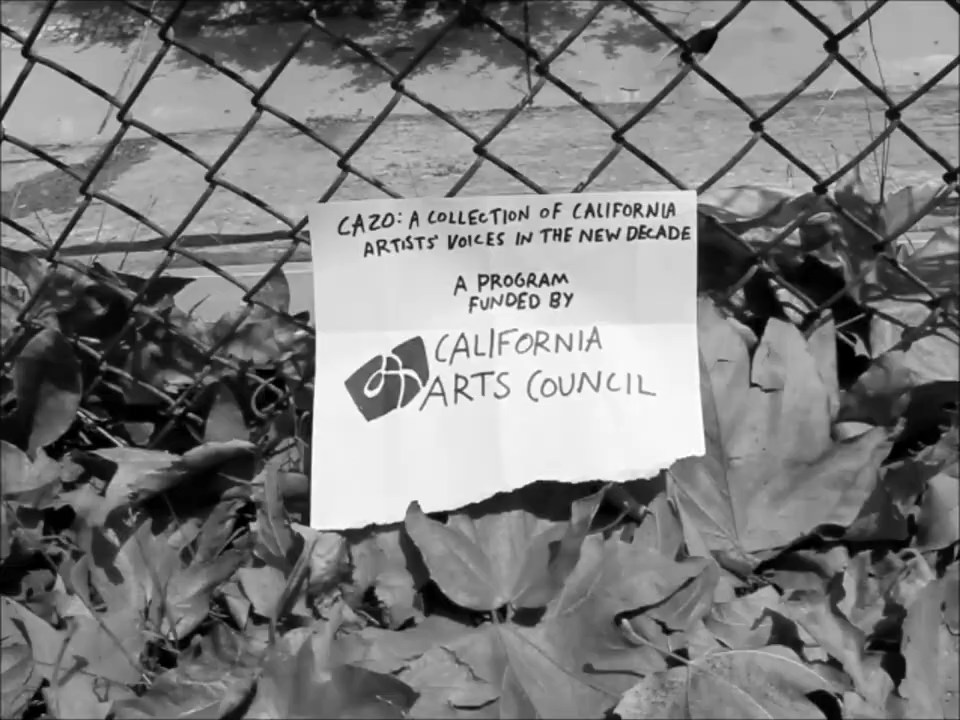 CA20: A COLLECTION OF CALIFORNIA
ARTISTS' VOICES IN THE NEW DECADE
A PROGRAM
FUNDED BY
CALIFORNIA
ARTS COUNCIL